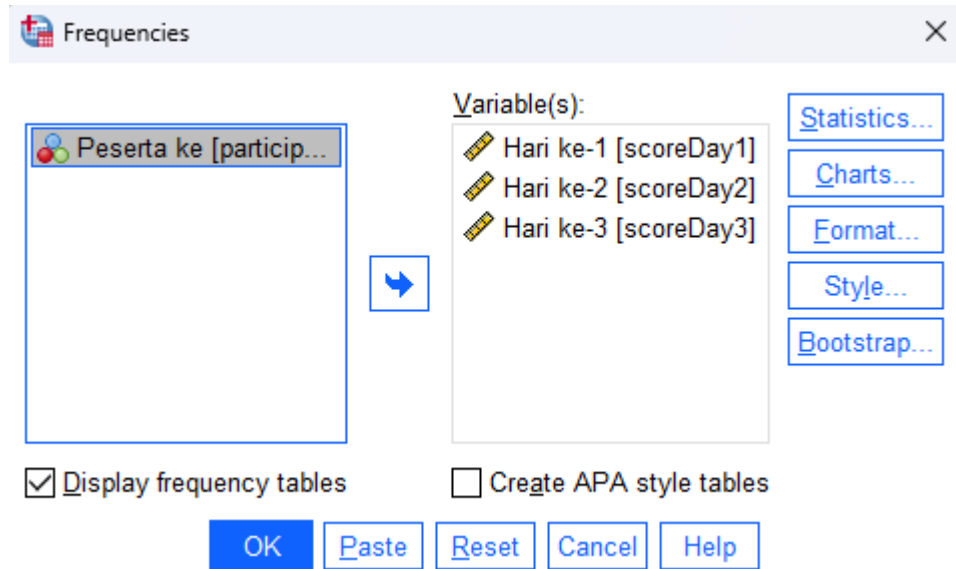 Frequencies
Variable(s):
Peserta ke [particip...
Hari ke-1 [scoreDay1]
Hari ke-2 [scoreDay2]
Hari ke-3 [scoreDay3]
Statistics...
Charts...
Format...
Style...
Bootstrap...
Display frequency tables
Create APA style tables
OK
Paste
Reset
Cancel
Help